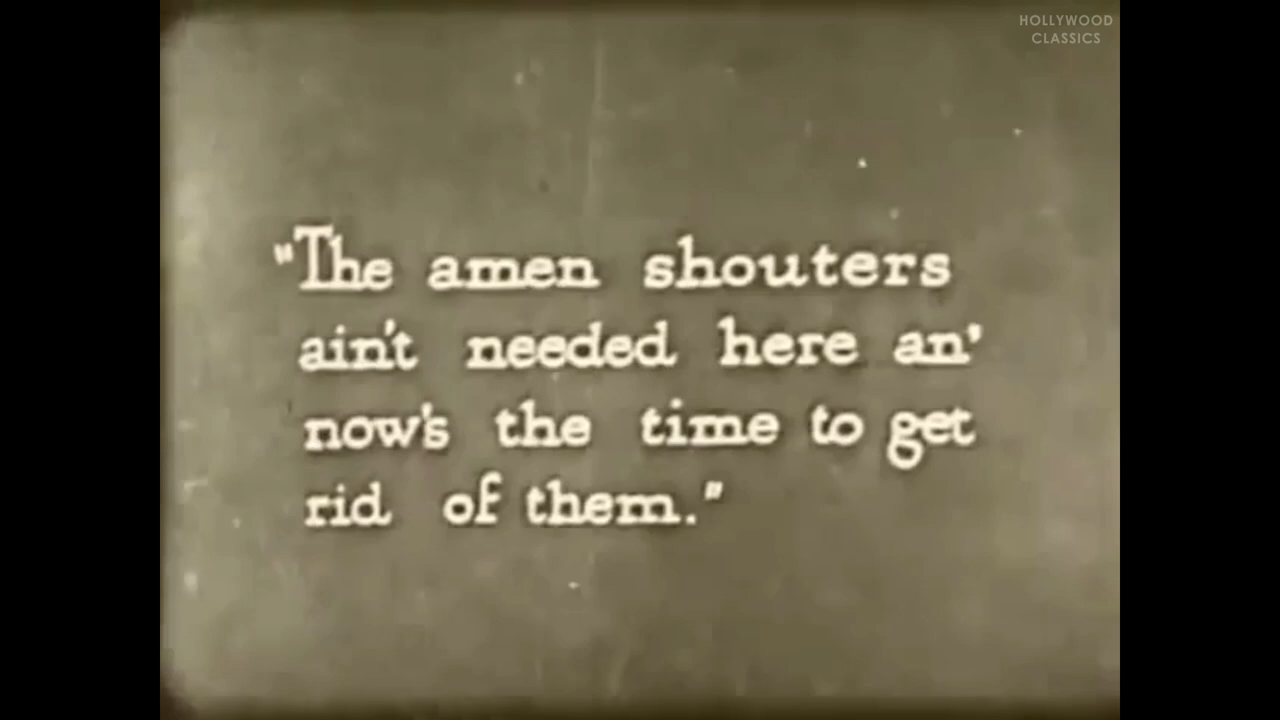 HOLLYWOOD
CLASSICS
"The amen shouters
ain't needed here an'
now's the time to get
rid of them."